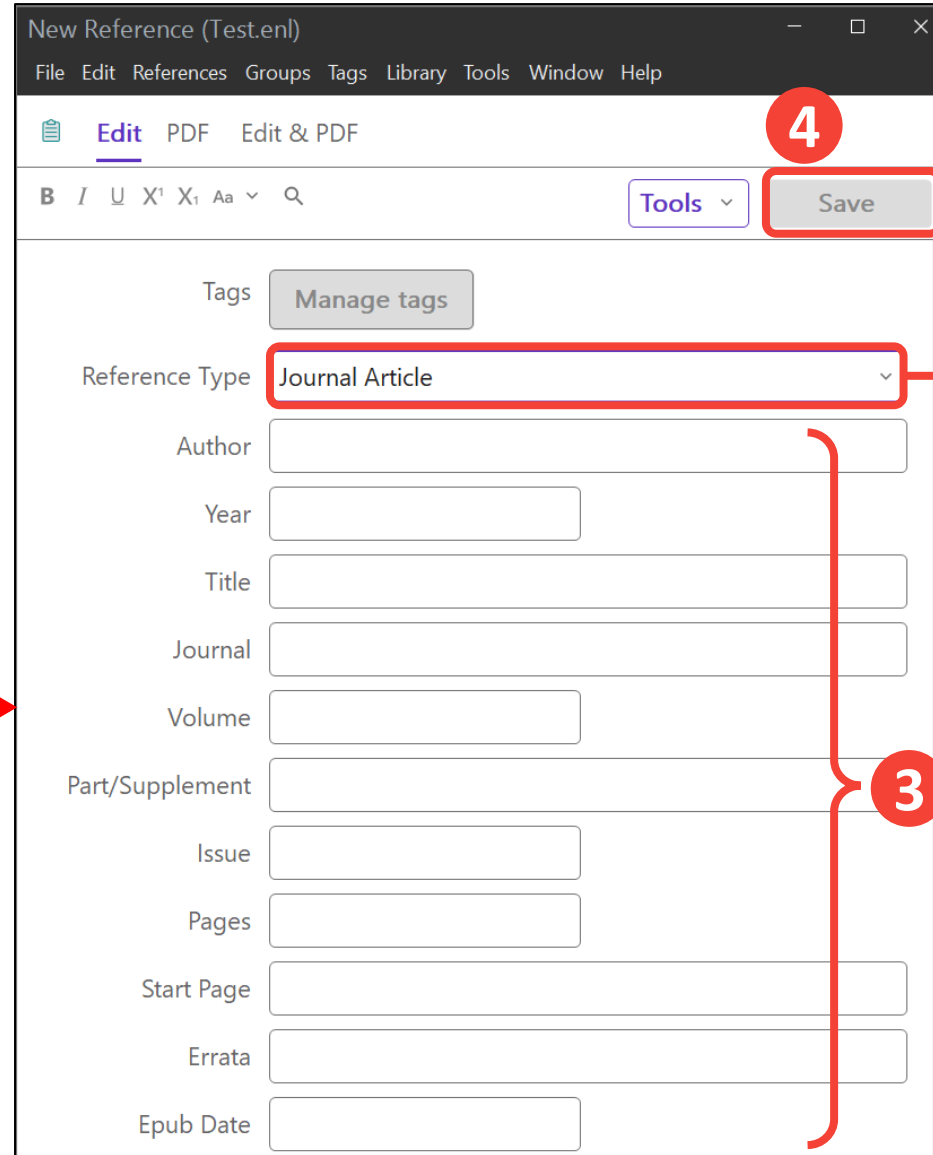 New Reference (Test.enl)
File Edit References Groups Tags Library Tools Window Help
Edit PDF Edit & PDF
4
B I U X¹ X₁ Aa
Tools Save
Tags Manage tags
Reference Type Journal Article
Author
Year
Title
Journal
Volume
Part/Supplement
3
Issue
Pages
Start Page
Errata
Epub Date